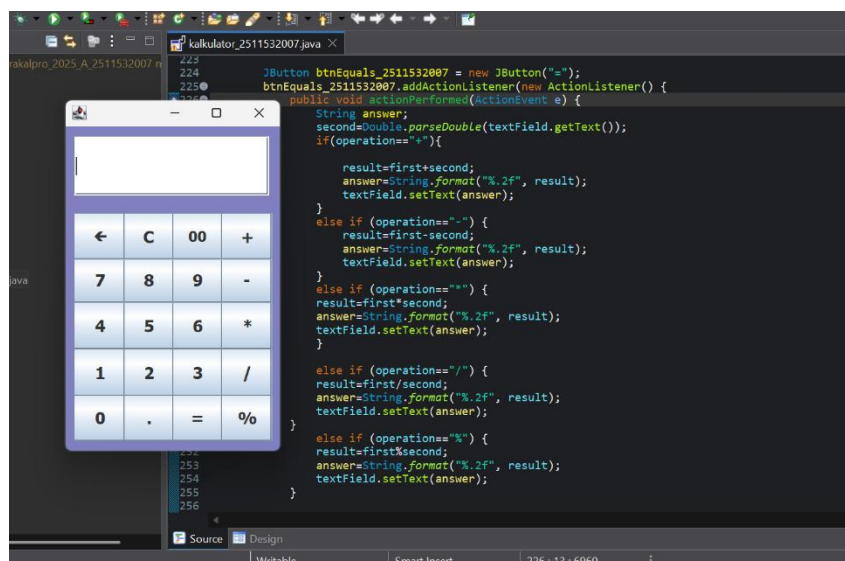 kalkulator_2511532007.java
rakalpro_2025_A_2511532007
223
224 JButton btnEquals_2511532007 = new JButton("=");
225 btnEquals_2511532007.addActionListener(new ActionListener() {
226 public void actionPerformed(ActionEvent e) {
String answer;
second=Double.parseDouble(textField.getText());
if(operation=="+"){
result=first+second;
answer=String.format("%.2f", result);
textField.setText(answer);
}
else if (operation=="-") {
result=first-second;
answer=String.format("%.2f", result);
textField.setText(answer);
}
else if (operation=="*") {
result=first*second;
answer=String.format("%.2f", result);
textField.setText(answer);
}
else if (operation=="/") {
result=first/second;
answer=String.format("%.2f", result);
textField.setText(answer);
}
else if (operation=="%") {
252 result=first%second;
253 answer=String.format("%.2f", result);
254 textField.setText(answer);
255 }
256
C 00 +
7 8 9 -
4 5 6 *
1 2 3 /
0 . = %
java
Source Design
Writable Smart Insert 226 : 13 : 6960